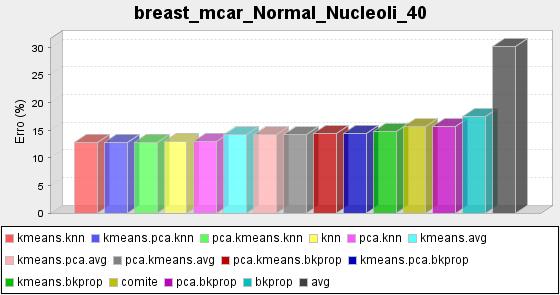 breast_mcar_Normal_Nucleoli_40
Erro (%)
30
25
20
15
10
5
0
kmeans.knn kmeans.pca.knn pca.kmeans.knn knn pca.knn kmeans.avg
kmeans.pca.avg pca.kmeans.avg pca.kmeans.bkprop kmeans.pca.bkprop
kmeans.bkprop comite pca.bkprop bkprop avg